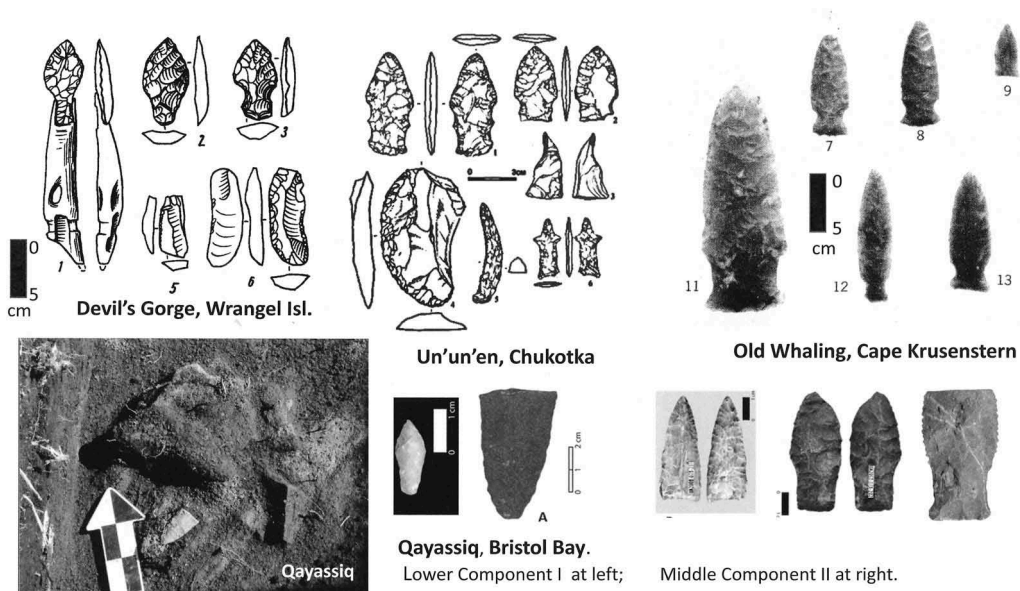 1
2
3
5
6
0
5
cm
Devil's Gorge, Wrangel Isl.
1
2
0 3cm
3
4
5
6
Un'un'en, Chukotka
7
8
9
11
0
5
cm
12
13
Old Whaling, Cape Krusenstern
Qayassiq
1 cm
0
2 cm
1
0
A
Qayassiq, Bristol Bay.
Lower Component I at left; Middle Component II at right.